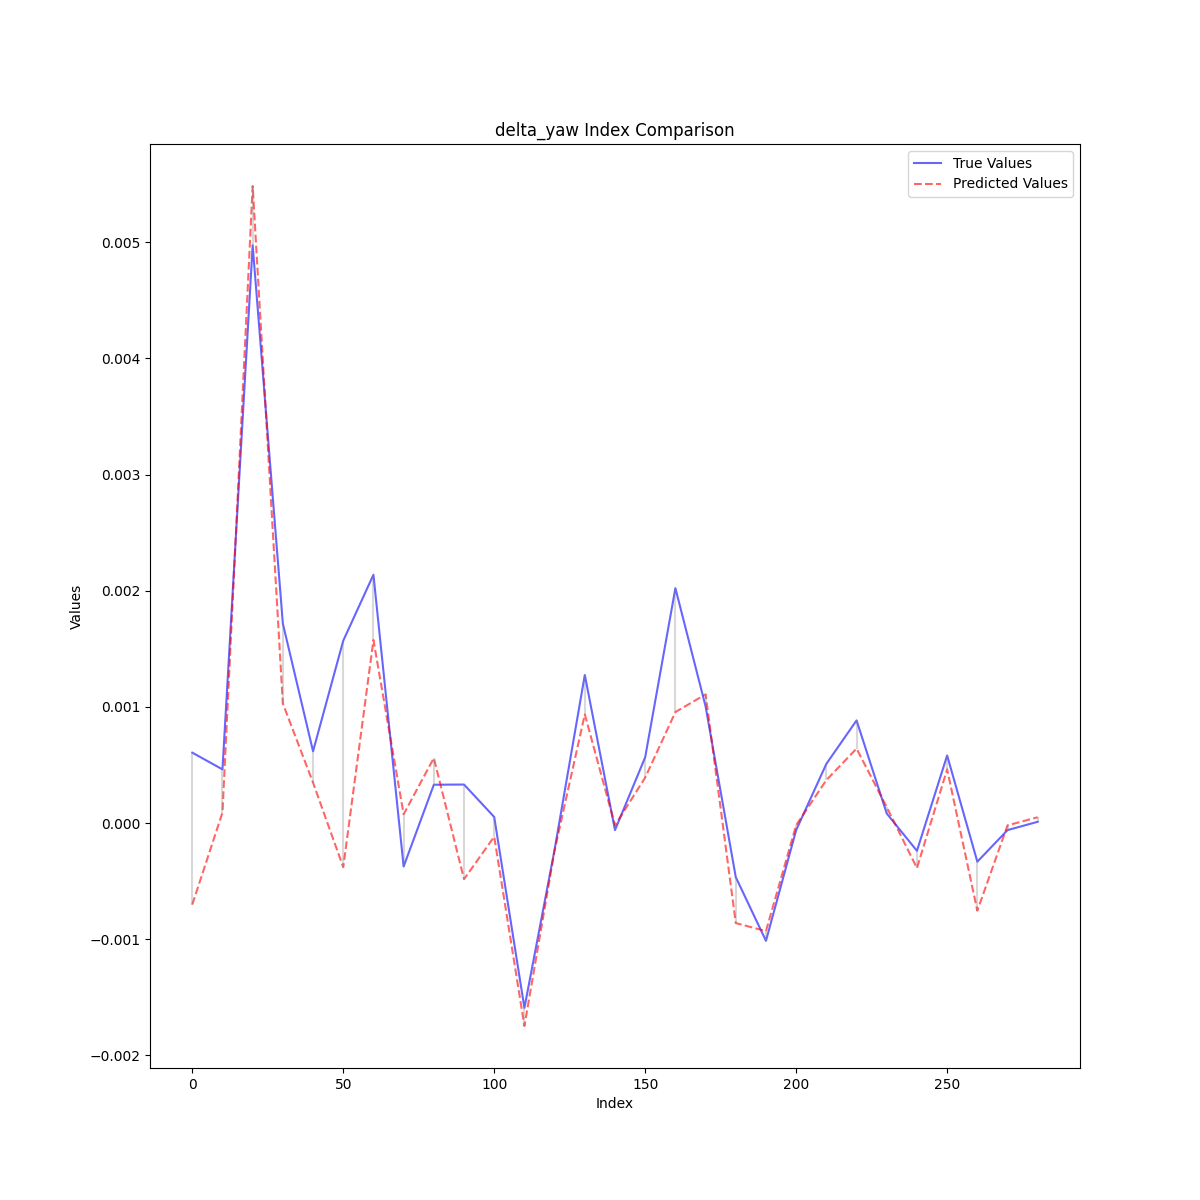 delta_yaw Index Comparison
True Values
Predicted Values
0.005
0.004
0.003
0.002
0.001
0.000
−0.001
−0.002
Values
0 50 100 150 200 250
Index